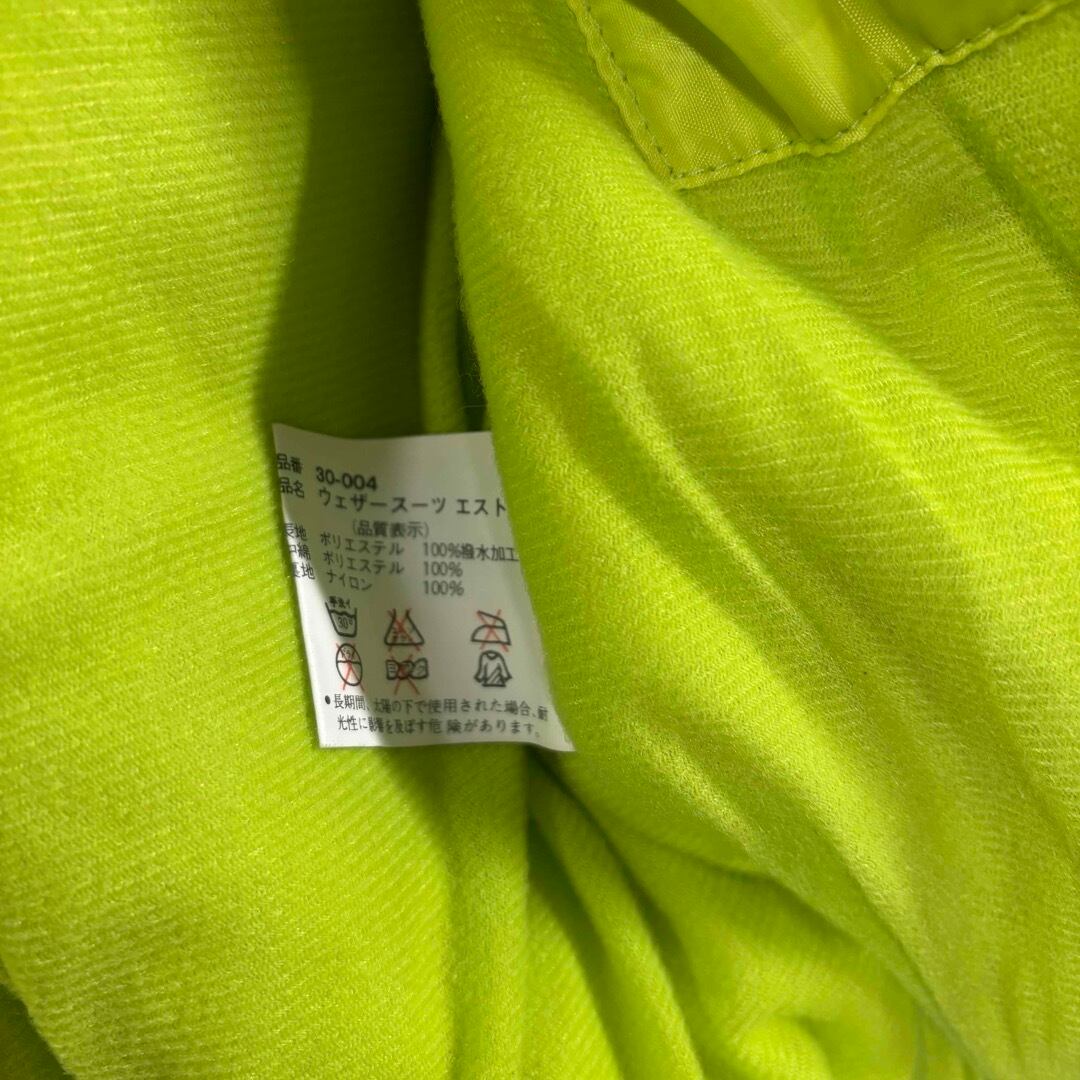 品番 30-004
品名 ウェザースーツ エスト
(品質表示)
表地 ポリエステル 100%撥水加工
中綿 ポリエステル 100%
裏地 ナイロン 100%
手洗イ
30
●長期間、太陽の下で使用された場合、耐
光性に影響を及ぼす危険があります。